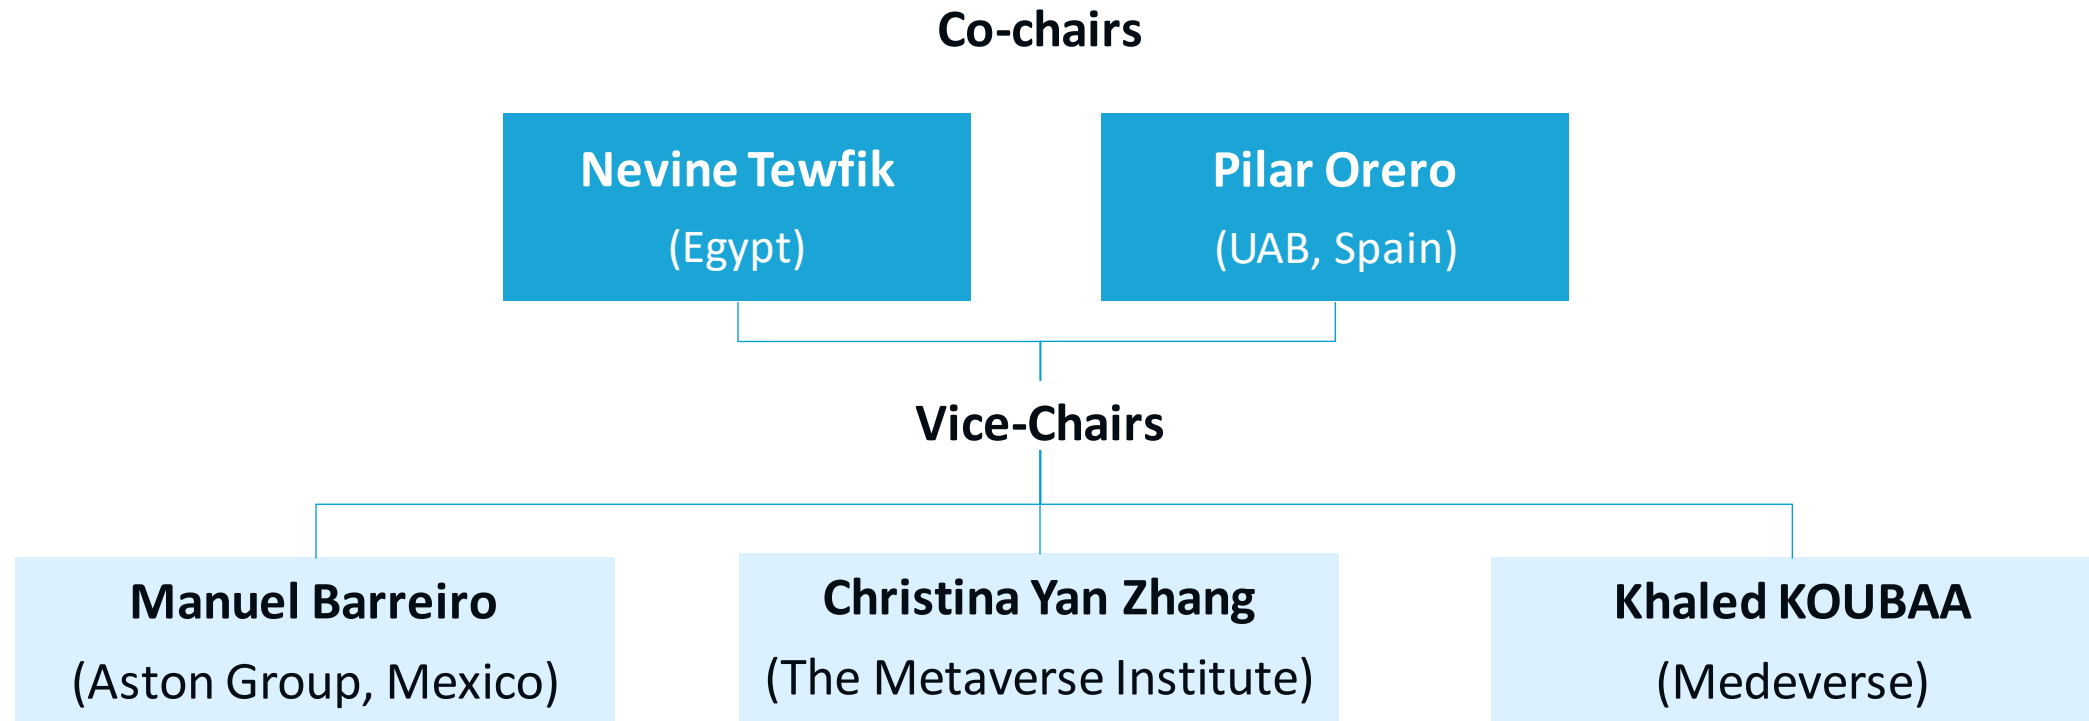 Co-chairs
Nevine Tewfik
(Egypt)
Pilar Orero
(UAB, Spain)
Vice-Chairs
Manuel Barreiro
(Aston Group, Mexico)
Christina Yan Zhang
(The Metaverse Institute)
Khaled KOUBAA
(Medeverse)